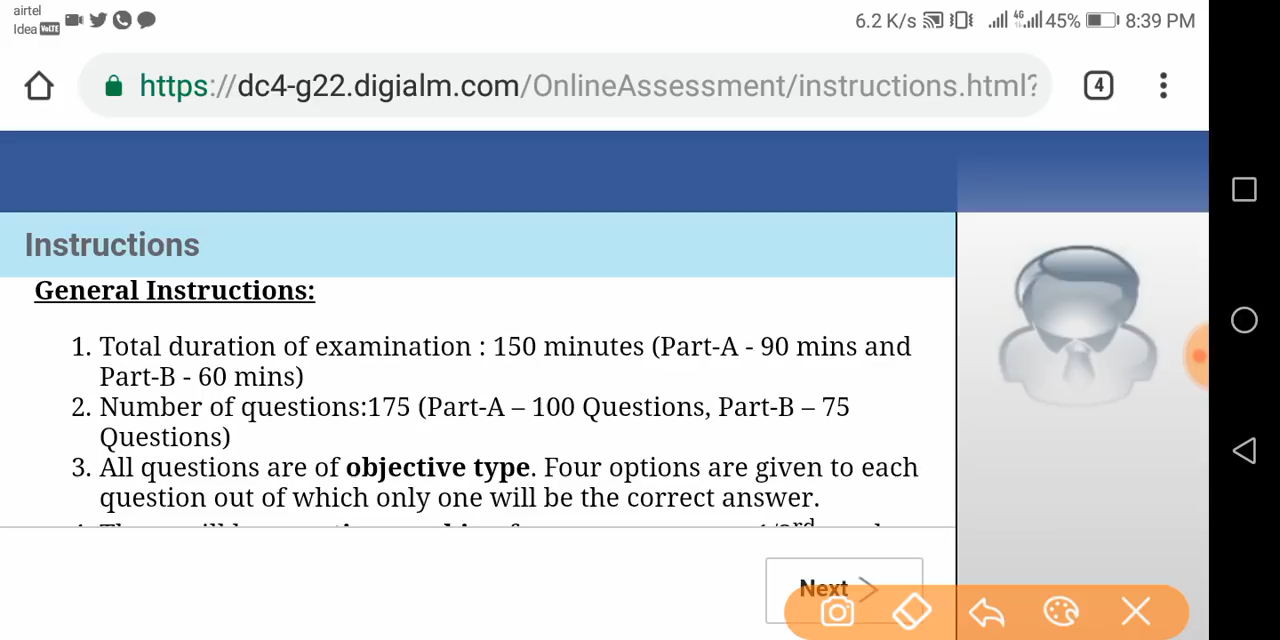 airtel
Idea VoLTE
6.2 K/s 4G 45% 8:39 PM
https://dc4-g22.digialm.com/OnlineAssessment/instructions.html?
4
Instructions
General Instructions:
1. Total duration of examination : 150 minutes (Part-A - 90 mins and
Part-B - 60 mins)
2. Number of questions:175 (Part-A – 100 Questions, Part-B – 75
Questions)
3. All questions are of objective type. Four options are given to each
question out of which only one will be the correct answer.
Next